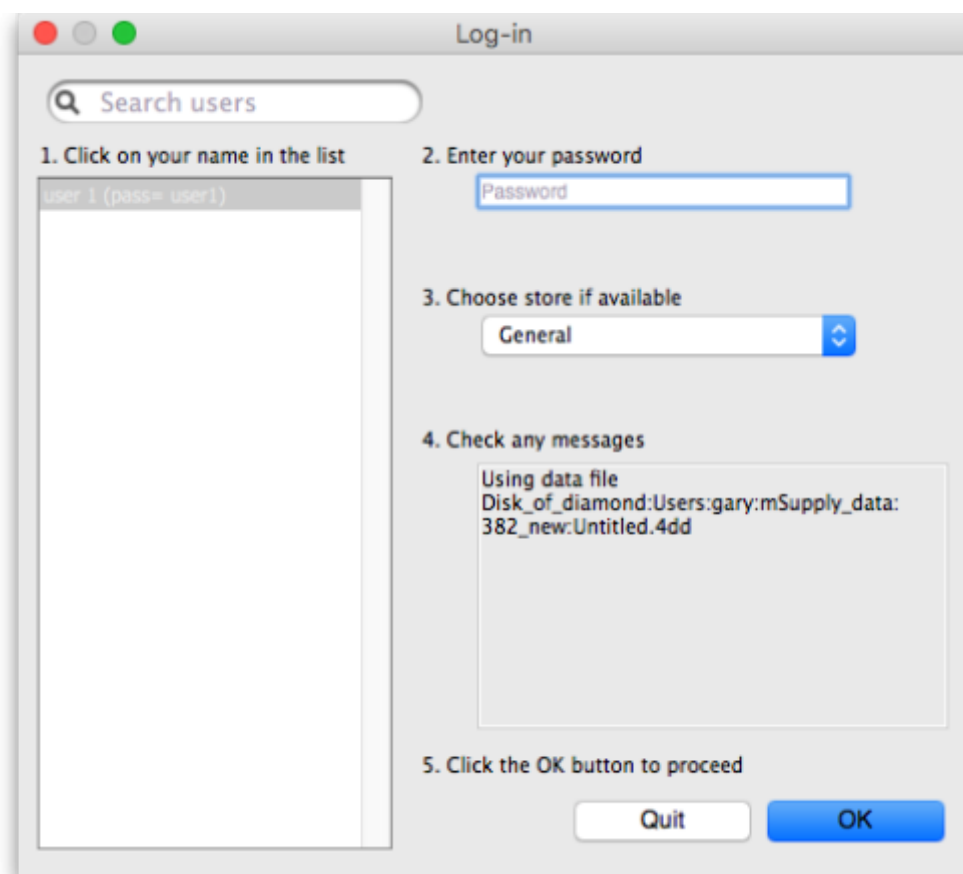 Log-in
Search users
1. Click on your name in the list
user 1 (pass= user1)
2. Enter your password
Password
3. Choose store if available
General
4. Check any messages
Using data file
Disk_of_diamond:Users:gary:mSupply_data:
382_new:Untitled.4dd
5. Click the OK button to proceed
Quit
OK